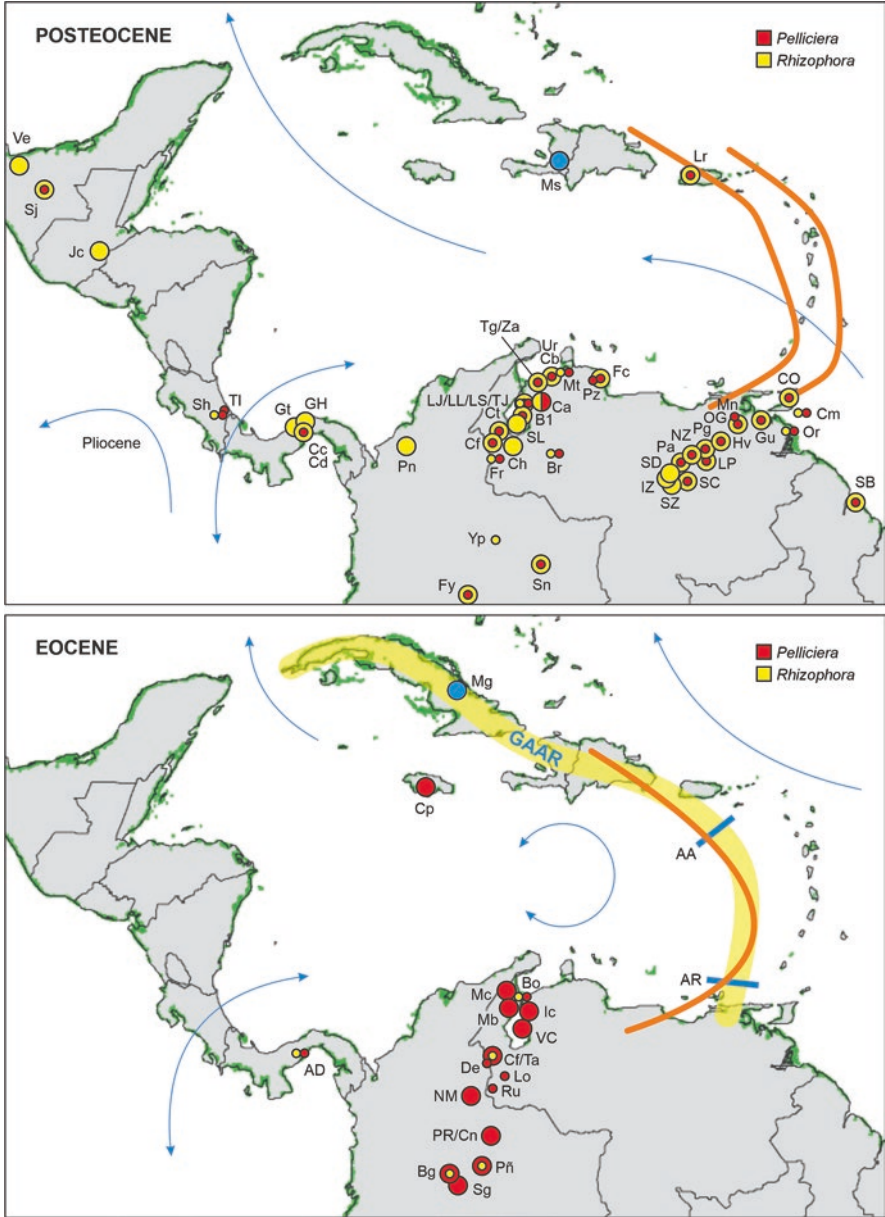 POSTEOCENE
Pelliciera
Rhizophora
Ve
Sj
Jc
Ms
Lr
Tg/Za
Ur
Cb
Mt
Pz
Fc
LJ/LL/LS/TJ
Ca
Ct
B1
SL
Cf
Ch
Fr
Br
Pn
Sh
TI
Gt
GH
Cc
Cd
Pliocene
CO
Mn
OG
Cm
Pg
Gu
Or
NZ
Hv
Pa
SD
LP
IZ
SC
SZ
SB
Yp
Sn
Fy
EOCENE
Pelliciera
Rhizophora
Mg
GAAR
Cp
AA
AR
Mc
Bo
Mb
Ic
VC
Cf/Ta
De
Lo
Ru
AD
NM
PR/Cn
Bg
Pñ
Sg